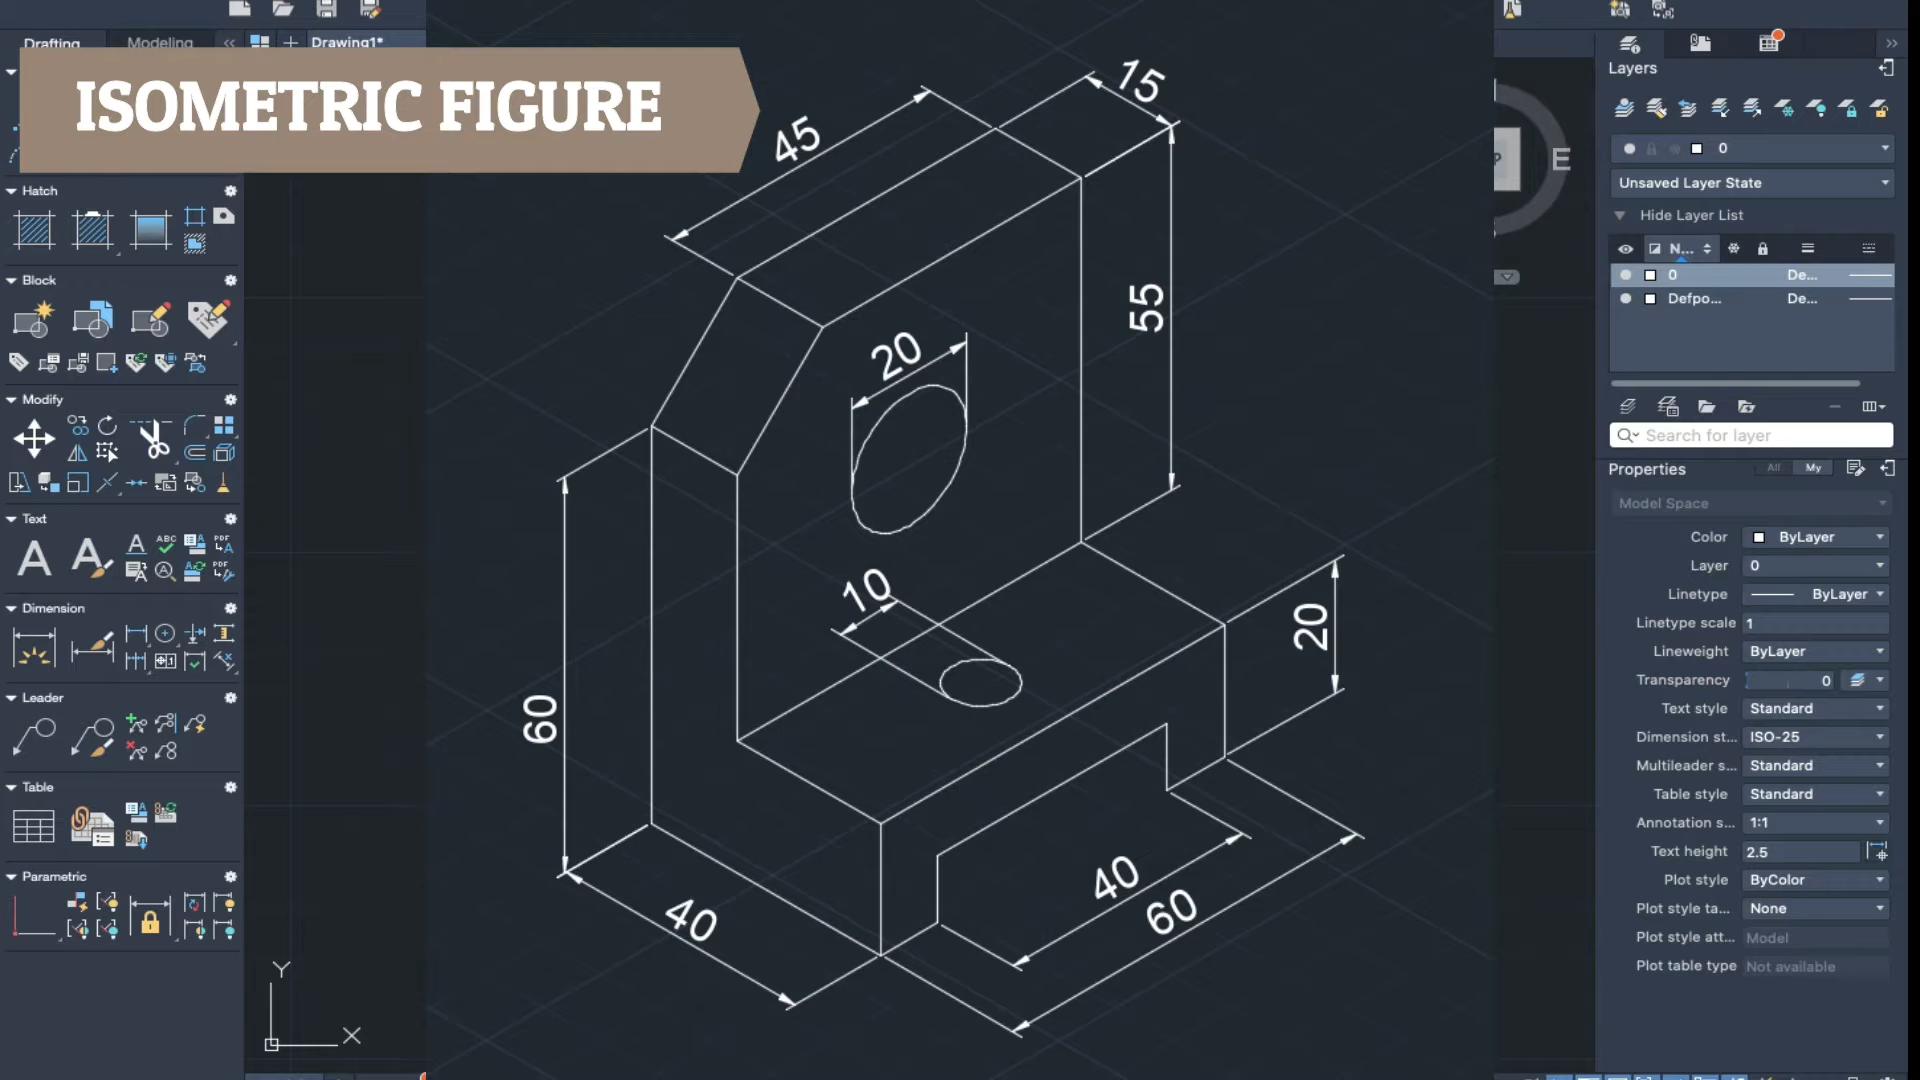 Drafting
Modeling
Drawing1*
ISOMETRIC FIGURE
Hatch
Block
Modify
Text
Dimension
Leader
Table
Parametric
15
45
55
20
10
20
60
40
40
60
Y
X
E
Layers
0
Unsaved Layer State
Hide Layer List
N...
0 De...
Defpo... De...
Search for layer
Properties All My
Model Space
Color ByLayer
Layer 0
Linetype ByLayer
Linetype scale 1
Lineweight ByLayer
Transparency 0
Text style Standard
Dimension st... ISO-25
Multileader s... Standard
Table style Standard
Annotation s... 1:1
Text height 2.5
Plot style ByColor
Plot style ta... None
Plot style att... Model
Plot table type Not available